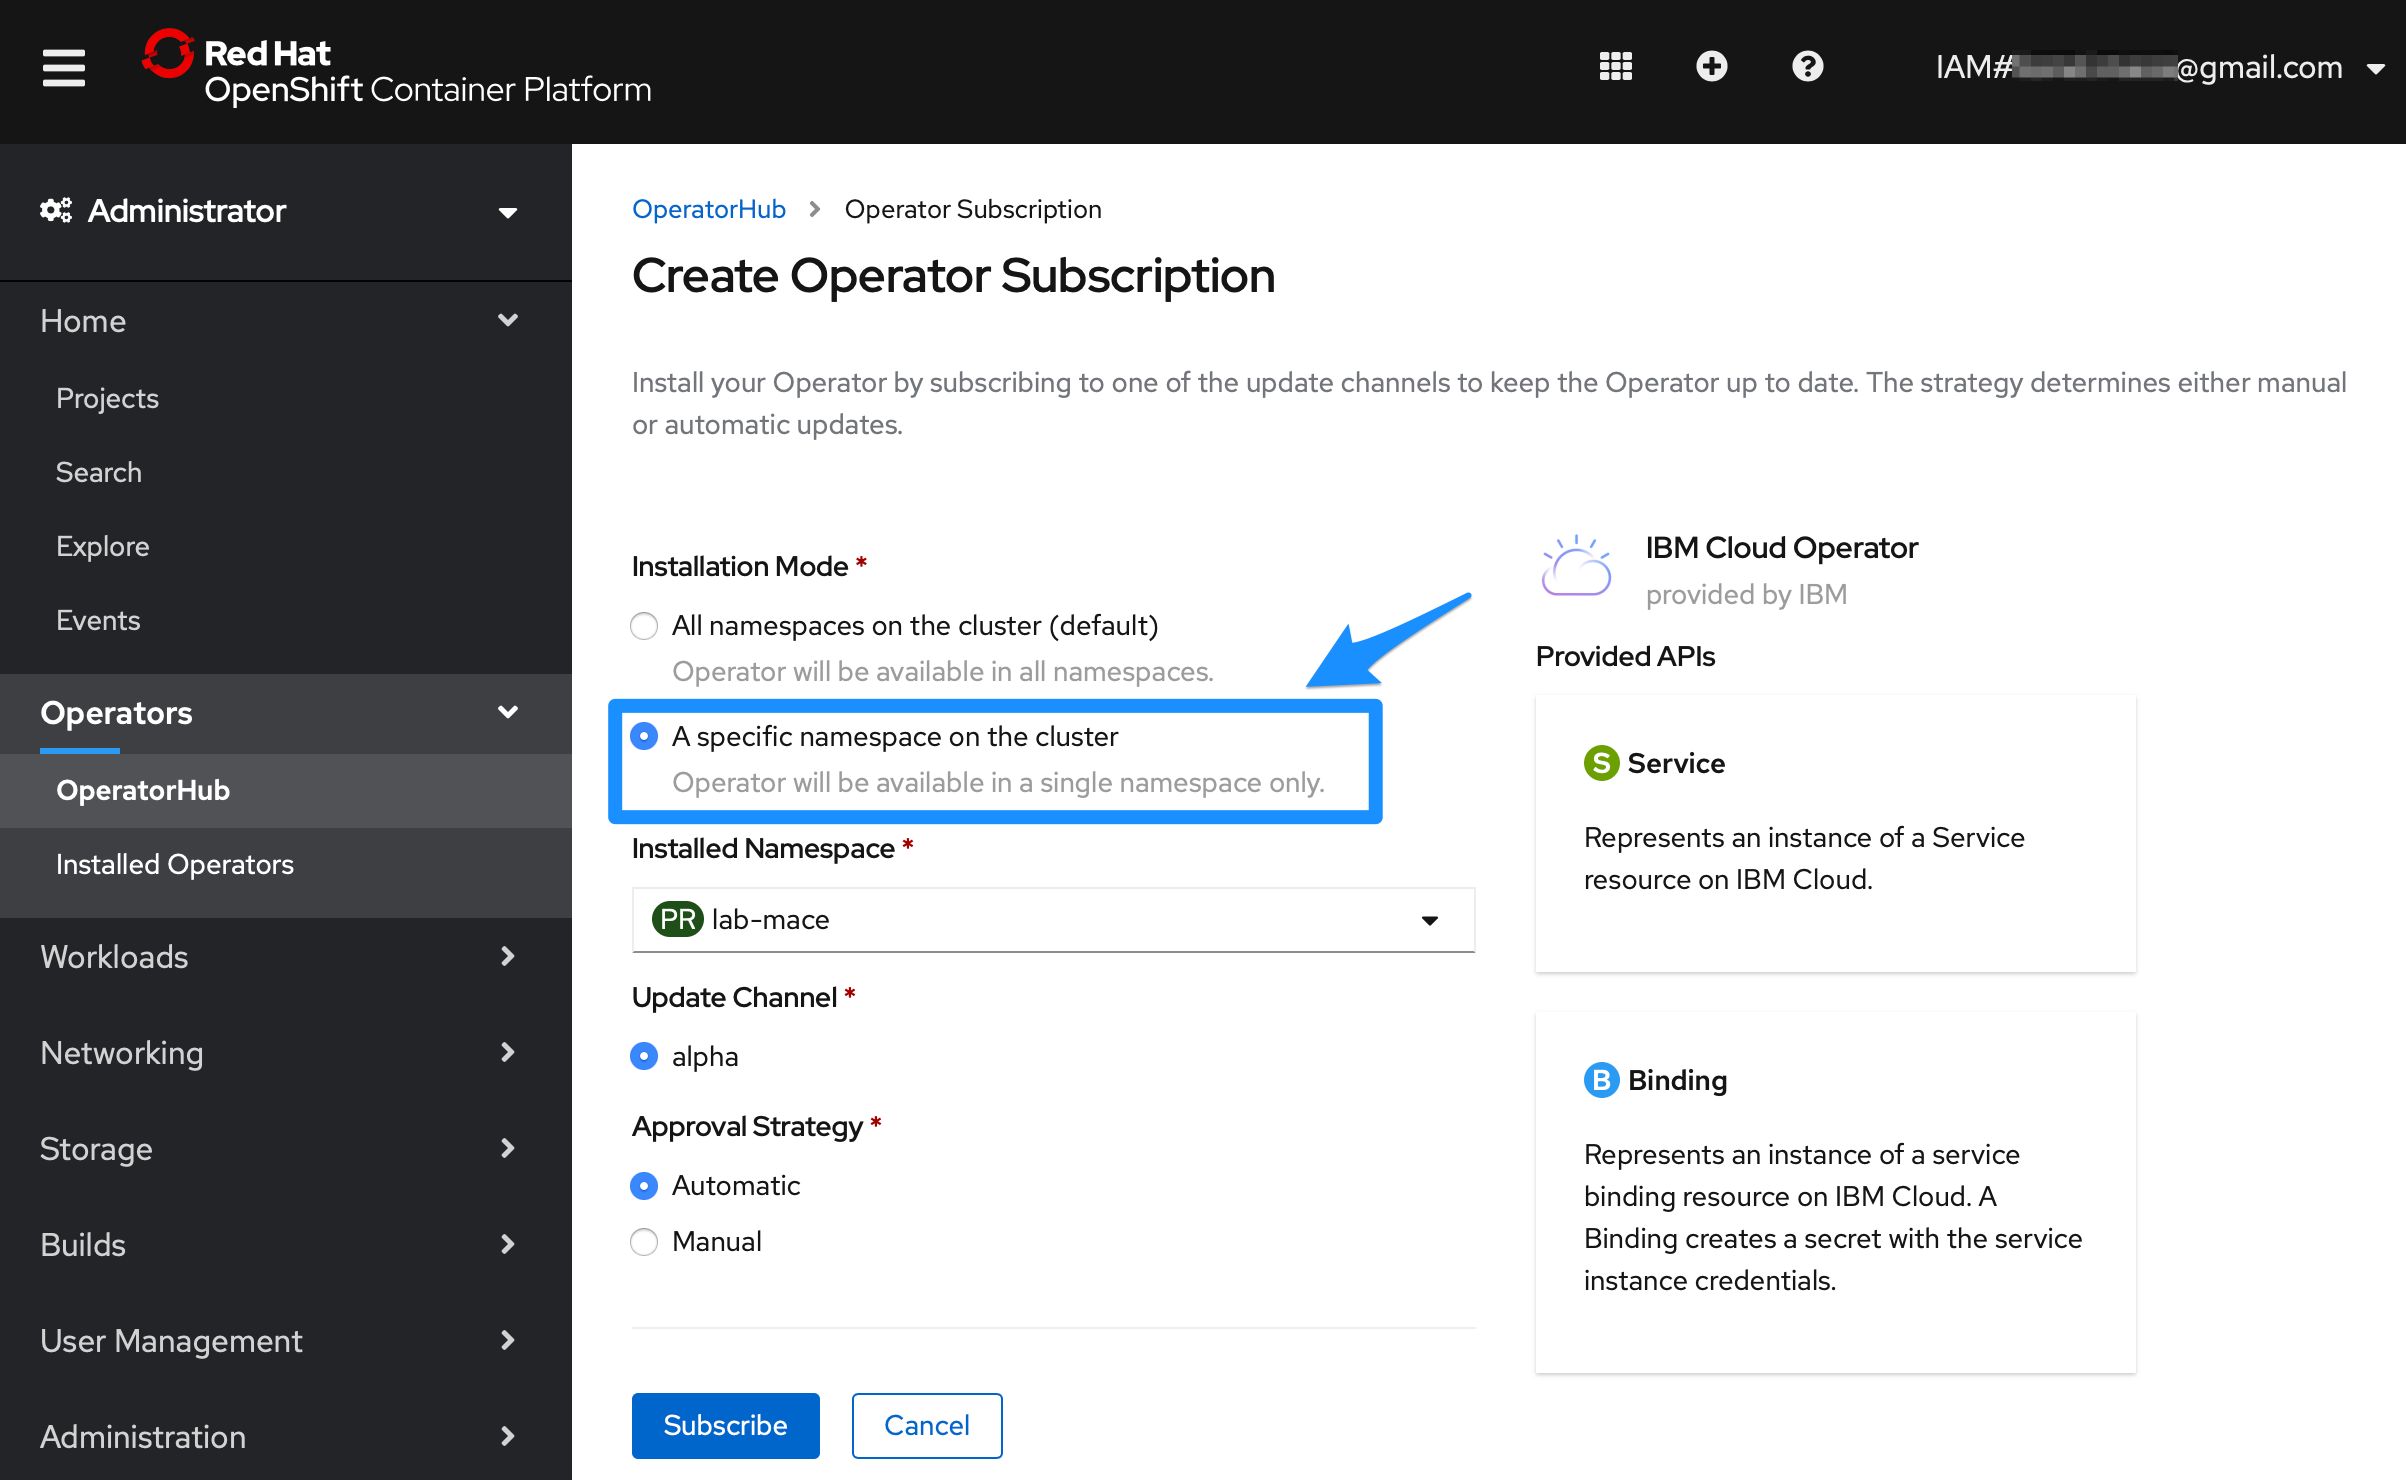 Red Hat
OpenShift Container Platform
IAM#
@gmail.com
Administrator
Home
Projects
Search
Explore
Events
Operators
OperatorHub
Installed Operators
Workloads
Networking
Storage
Builds
User Management
Administration
OperatorHub > Operator Subscription
Create Operator Subscription
Install your Operator by subscribing to one of the update channels to keep the Operator up to date. The strategy determines either manual
or automatic updates.
Installation Mode *
All namespaces on the cluster (default)
Operator will be available in all namespaces.
A specific namespace on the cluster
Operator will be available in a single namespace only.
Installed Namespace *
PR lab-mace
Update Channel *
alpha
Approval Strategy *
Automatic
Manual
Subscribe
Cancel
IBM Cloud Operator
provided by IBM
Provided APIs
S Service
Represents an instance of a Service
resource on IBM Cloud.
B Binding
Represents an instance of a service
binding resource on IBM Cloud. A
Binding creates a secret with the service
instance credentials.